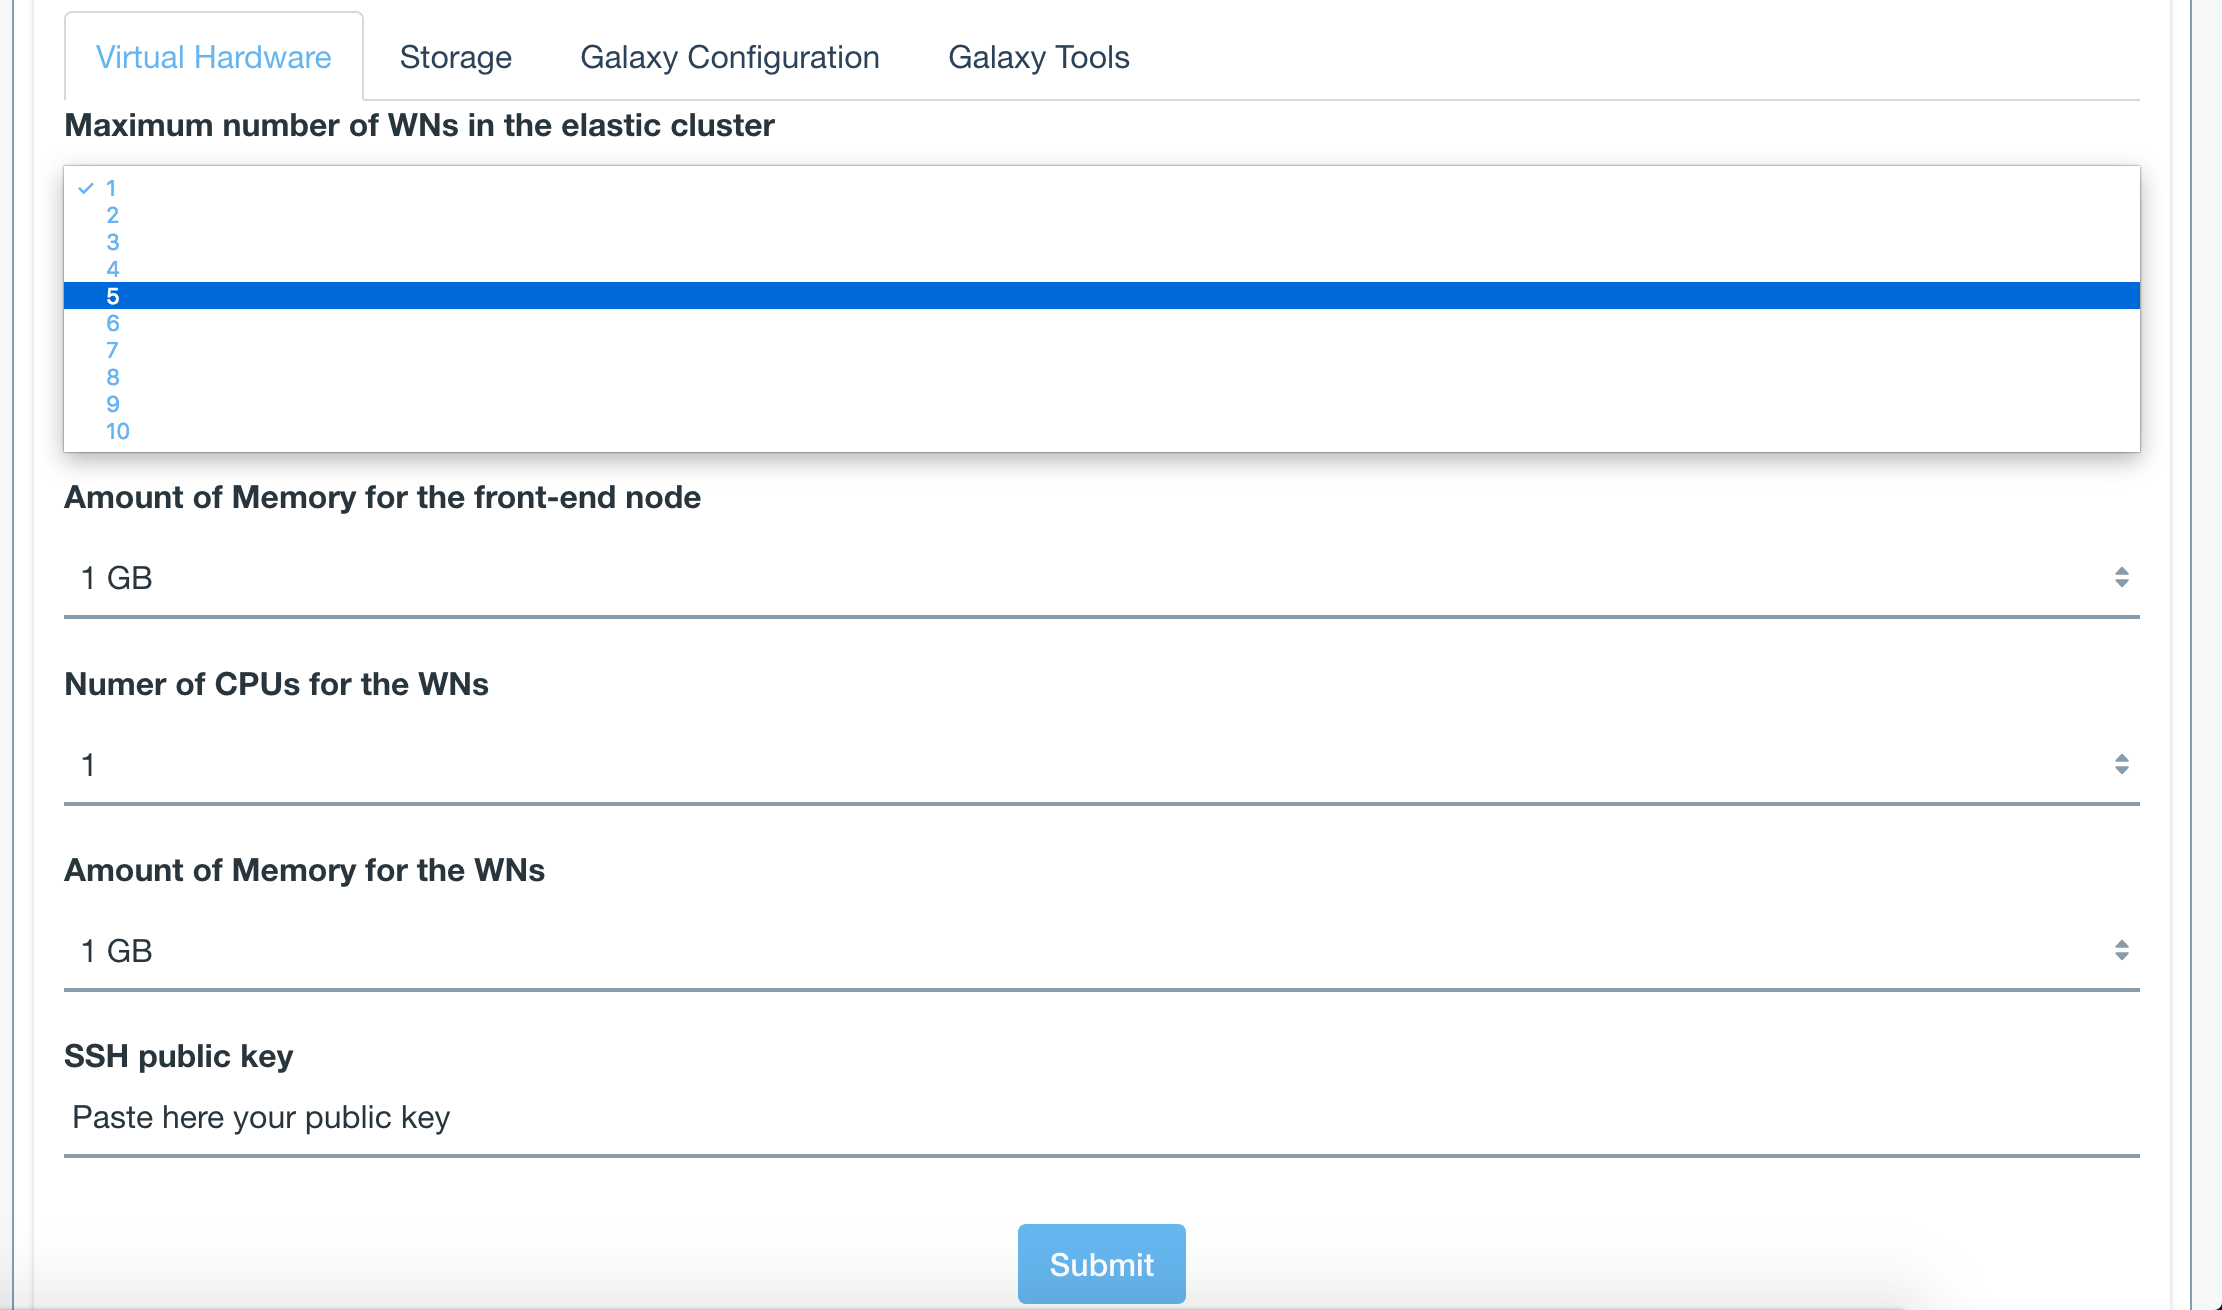 Virtual Hardware Storage Galaxy Configuration Galaxy Tools
Maximum number of WNs in the elastic cluster
✓ 1
2
3
4
5
6
7
8
9
10
Amount of Memory for the front-end node
1 GB
Numer of CPUs for the WNs
1
Amount of Memory for the WNs
1 GB
SSH public key
Paste here your public key
Submit